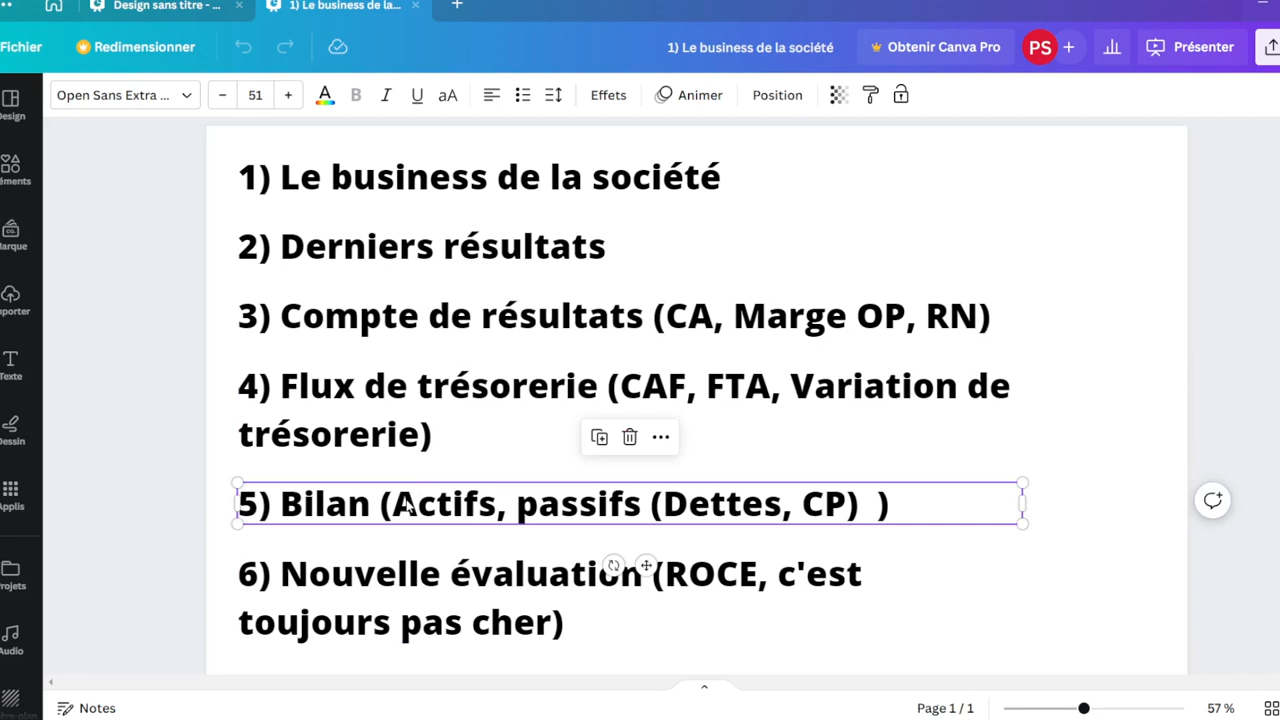 Design sans titre - ...
1) Le business de la...
Fichier
Redimensionner
1) Le business de la société
Obtenir Canva Pro
PS
Présenter
Open Sans Extra ...
51
A
B
I
U
aA
Effets
Animer
Position
Design
1) Le business de la société
2) Derniers résultats
3) Compte de résultats (CA, Marge OP, RN)
4) Flux de trésorerie (CAF, FTA, Variation de
trésorerie)
5) Bilan (Actifs, passifs (Dettes, CP) )
6) Nouvelle évaluation (ROCE, c'est
toujours pas cher)
éments
arque
porter
Texte
Dessin
Applis
Projets
Audio
Notes
Page 1 / 1
57 %